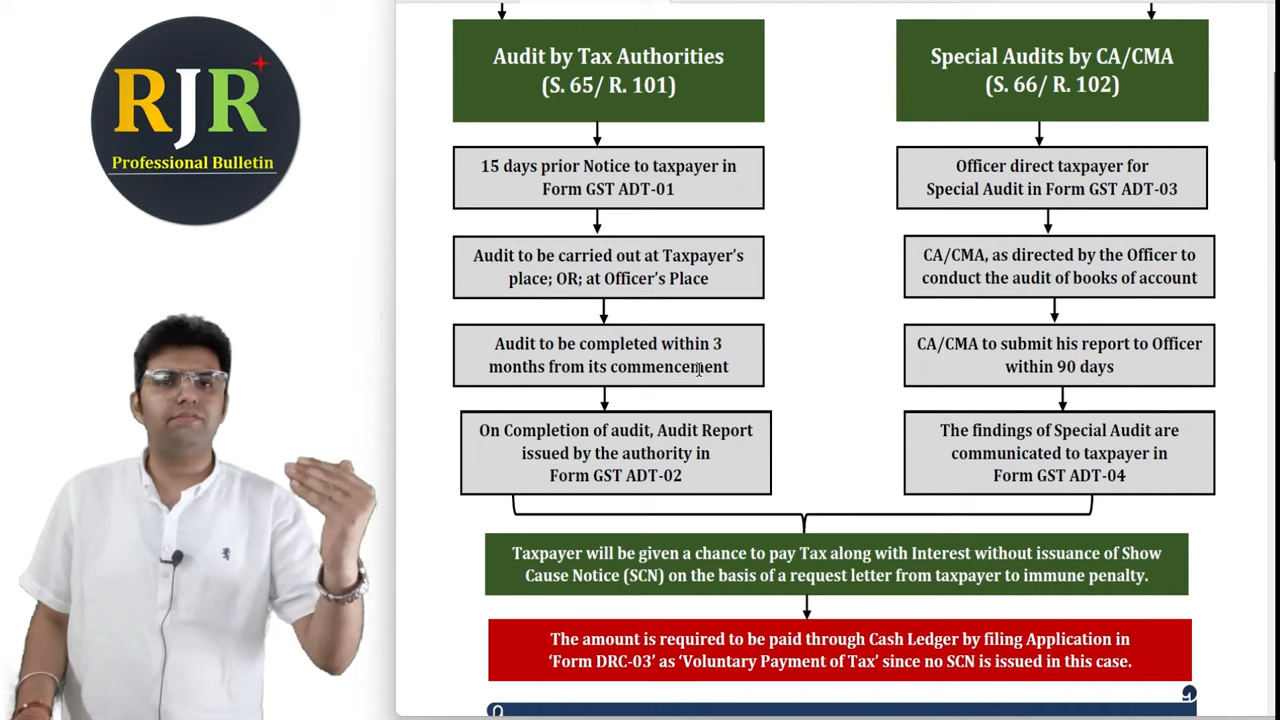 RJR
Professional Bulletin
Audit by Tax Authorities
(S. 65/ R. 101)
15 days prior Notice to taxpayer in
Form GST ADT-01
Audit to be carried out at Taxpayer's
place; OR; at Officer's Place
Audit to be completed within 3
months from its commencement
On Completion of audit, Audit Report
issued by the authority in
Form GST ADT-02
Special Audits by CA/CMA
(S. 66/ R. 102)
Officer direct taxpayer for
Special Audit in Form GST ADT-03
CA/CMA, as directed by the Officer to
conduct the audit of books of account
CA/CMA to submit his report to Officer
within 90 days
The findings of Special Audit are
communicated to taxpayer in
Form GST ADT-04
Taxpayer will be given a chance to pay Tax along with Interest without issuance of Show
Cause Notice (SCN) on the basis of a request letter from taxpayer to immune penalty.
The amount is required to be paid through Cash Ledger by filing Application in
'Form DRC-03' as 'Voluntary Payment of Tax' since no SCN is issued in this case.